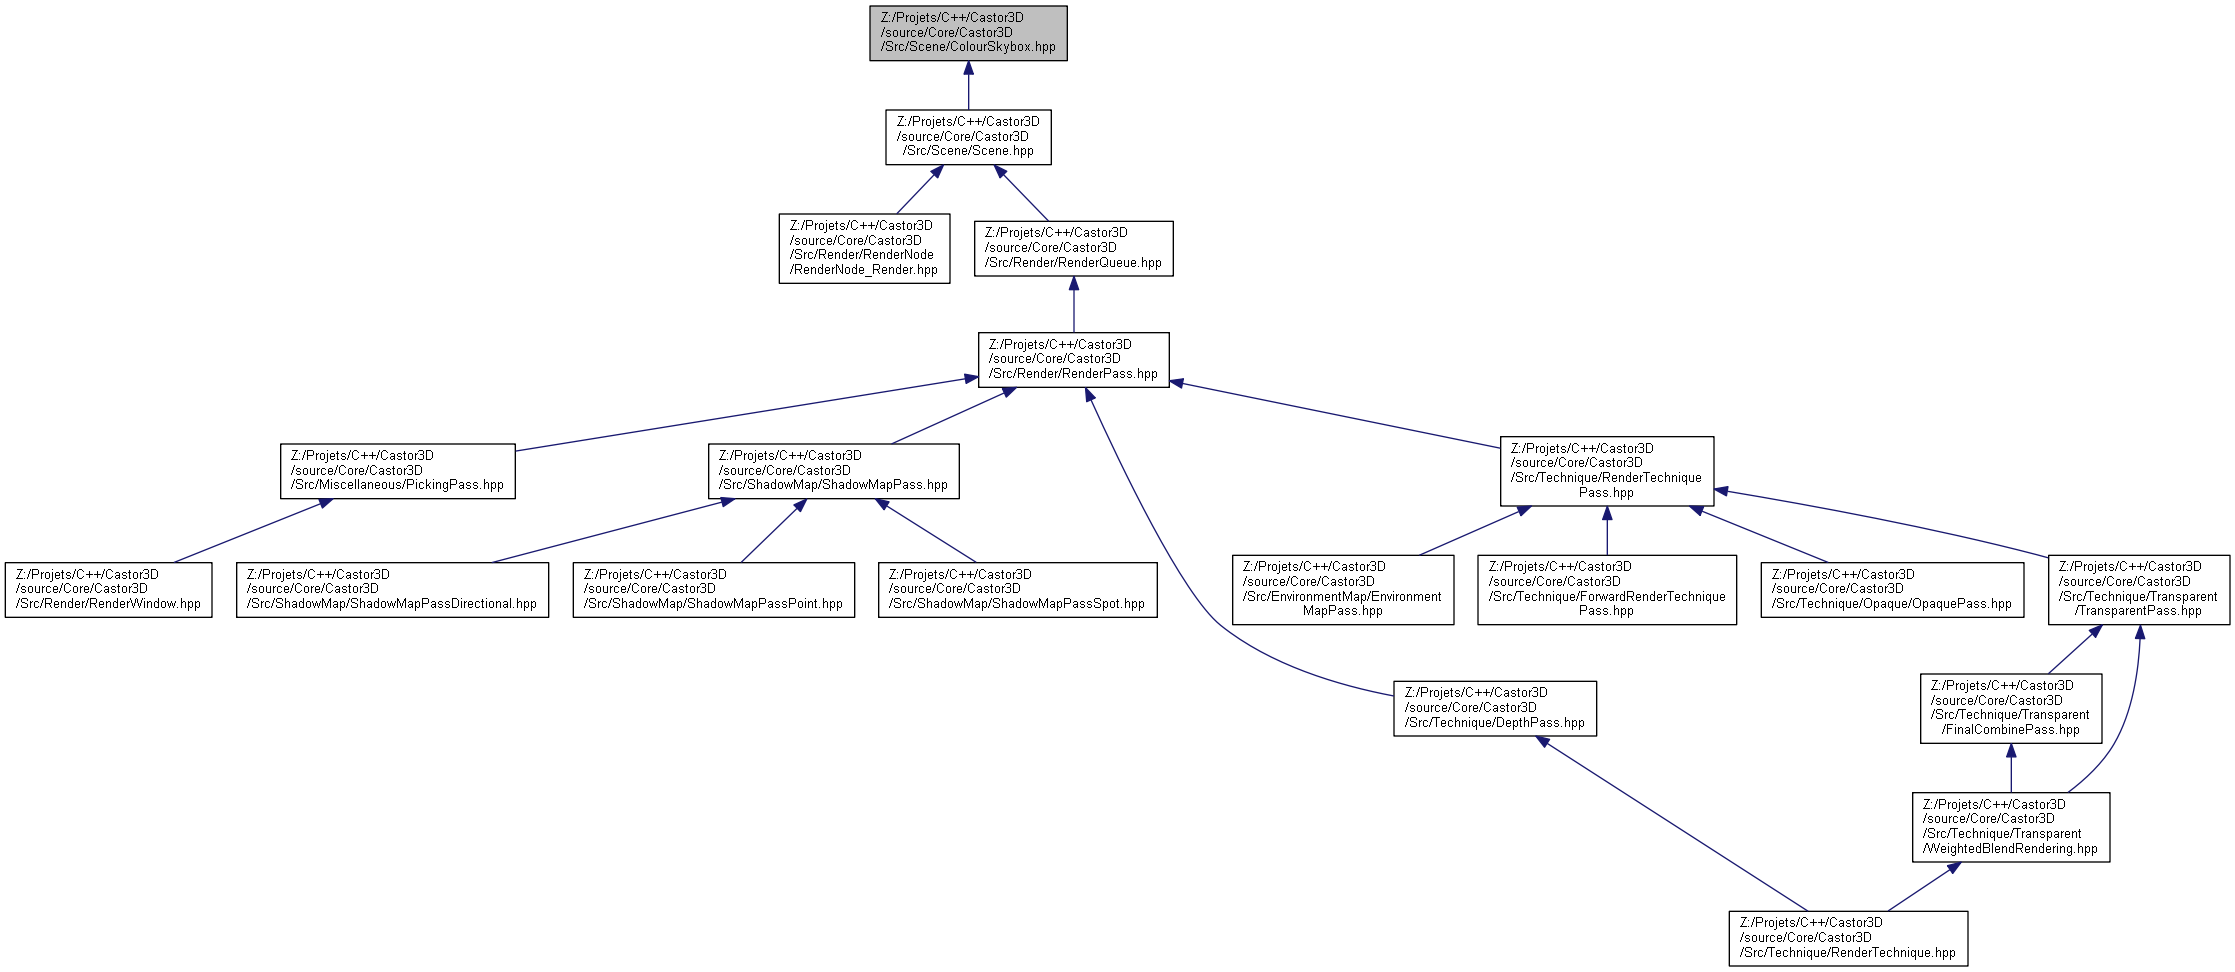 Z:/Projets/C++/Castor3D
/source/Core/Castor3D
/Src/Scene/ColourSkybox.hpp
Z:/Projets/C++/Castor3D
/source/Core/Castor3D
/Src/Scene/Scene.hpp
Z:/Projets/C++/Castor3D
/source/Core/Castor3D
/Src/Render/RenderNode
/RenderNode_Render.hpp
Z:/Projets/C++/Castor3D
/source/Core/Castor3D
/Src/Render/RenderQueue.hpp
Z:/Projets/C++/Castor3D
/source/Core/Castor3D
/Src/Render/RenderPass.hpp
Z:/Projets/C++/Castor3D
/source/Core/Castor3D
/Src/Miscellaneous/PickingPass.hpp
Z:/Projets/C++/Castor3D
/source/Core/Castor3D
/Src/ShadowMap/ShadowMapPass.hpp
Z:/Projets/C++/Castor3D
/source/Core/Castor3D
/Src/Technique/RenderTechnique
Pass.hpp
Z:/Projets/C++/Castor3D
/source/Core/Castor3D
/Src/Render/RenderWindow.hpp
Z:/Projets/C++/Castor3D
/source/Core/Castor3D
/Src/ShadowMap/ShadowMapPassDirectional.hpp
Z:/Projets/C++/Castor3D
/source/Core/Castor3D
/Src/ShadowMap/ShadowMapPassPoint.hpp
Z:/Projets/C++/Castor3D
/source/Core/Castor3D
/Src/ShadowMap/ShadowMapPassSpot.hpp
Z:/Projets/C++/Castor3D
/source/Core/Castor3D
/Src/EnvironmentMap/Environment
MapPass.hpp
Z:/Projets/C++/Castor3D
/source/Core/Castor3D
/Src/Technique/ForwardRenderTechnique
Pass.hpp
Z:/Projets/C++/Castor3D
/source/Core/Castor3D
/Src/Technique/Opaque/OpaquePass.hpp
Z:/Projets/C++/Castor3D
/source/Core/Castor3D
/Src/Technique/Transparent
/TransparentPass.hpp
Z:/Projets/C++/Castor3D
/source/Core/Castor3D
/Src/Technique/DepthPass.hpp
Z:/Projets/C++/Castor3D
/source/Core/Castor3D
/Src/Technique/Transparent
/FinalCombinePass.hpp
Z:/Projets/C++/Castor3D
/source/Core/Castor3D
/Src/Technique/Transparent
/WeightedBlendRendering.hpp
Z:/Projets/C++/Castor3D
/source/Core/Castor3D
/Src/Technique/RenderTechnique.hpp